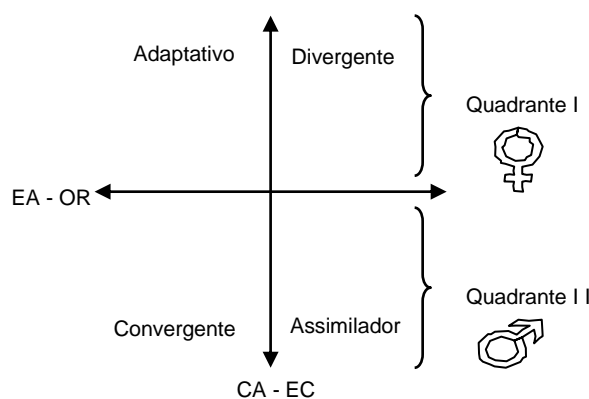 Adaptativo Divergente
Quadrante I
EA - OR
Quadrante I I
Convergente Assimilador
CA - EC